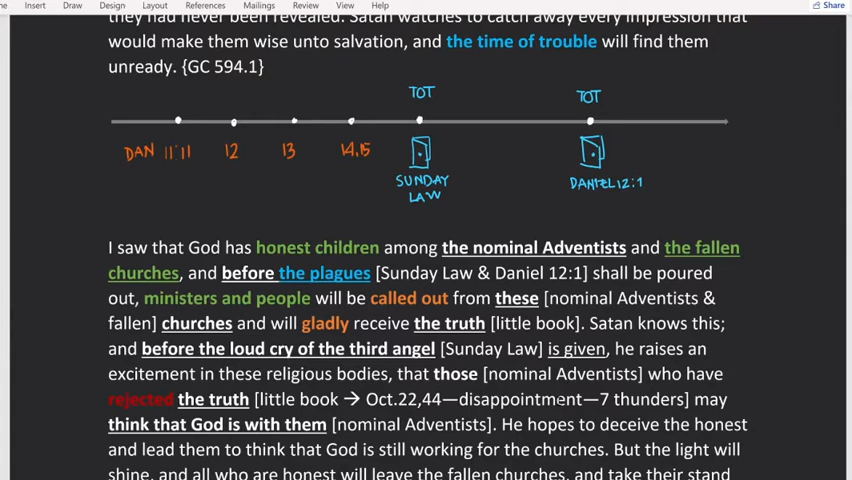 Insert Draw Design Layout References Mailings Review View Help Share
they had never been revealed. Satan watches to catch away every impression that
would make them wise unto salvation, and the time of trouble will find them
unready. {GC 594.1}
TOT TOT
DAN 11:11 12 13 14,15
SUNDAY LAW
DANIEL 12:1
I saw that God has honest children among the nominal Adventists and the fallen
churches, and before the plagues [Sunday Law & Daniel 12:1] shall be poured
out, ministers and people will be called out from these [nominal Adventists &
fallen] churches and will gladly receive the truth [little book]. Satan knows this;
and before the loud cry of the third angel [Sunday Law] is given, he raises an
excitement in these religious bodies, that those [nominal Adventists] who have
rejected the truth [little book → Oct.22,44—disappointment—7 thunders] may
think that God is with them [nominal Adventists]. He hopes to deceive the honest
and lead them to think that God is still working for the churches. But the light will
shine, and all who are honest will leave the fallen churches, and take their stand